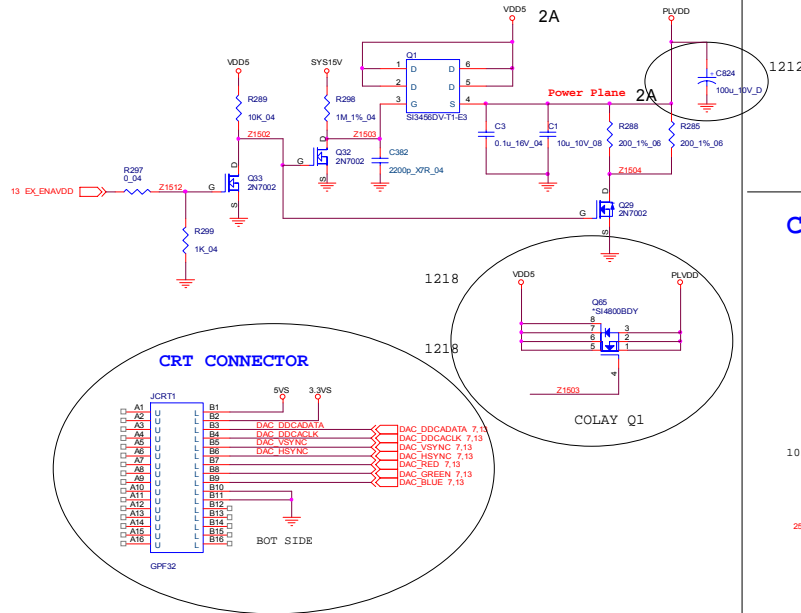 VDD5
2A
PLVDD
1212
C824
100u_10V_D
VDD5
SYS15V
Q1
1
D
D
6
2
D
D
5
3
G
S
4
SI3456DV-T1-E3
Power Plane
2A
R289
10K_04
R298
1M_1%_04
Z1502
Z1503
C3
0.1u_16V_04
C1
10u_10V_08
R288
200_1%_06
R285
200_1%_06
D
Q32
2N7002
G
S
C382
2200p_X7R_04
Z1504
R297
0_04
13 EX_ENAVDD
Z1512
D
Q33
2N7002
G
S
D
Q29
2N7002
G
S
R299
1K_04
C
1218
VDD5
PLVDD
Q65
*SI4800BDY
8
7
6
5
3
2
1
4
1218
Z1503
COLAY Q1
CRT CONNECTOR
JCRT1
5VS
3.3VS
A1 U L B1
A2 U L B2
A3 U L B3 DAC_DDCADATA DAC_DDCADATA 7,13
A4 U L B4 DAC_DDCACLK DAC_DDCACLK 7,13
A5 U L B5 DAC_VSYNC DAC_VSYNC 7,13
A6 U L B6 DAC_HSYNC DAC_HSYNC 7,13
A7 U L B7 DAC_RED 7,13
A8 U L B8 DAC_GREEN 7,13
A9 U L B9 DAC_BLUE 7,13
A10 U L B10
A11 U L B11
A12 U L B12
A13 U L B13
A14 U L B14
A15 U L B15
A16 U L B16
BOT SIDE
GPF32
10
25